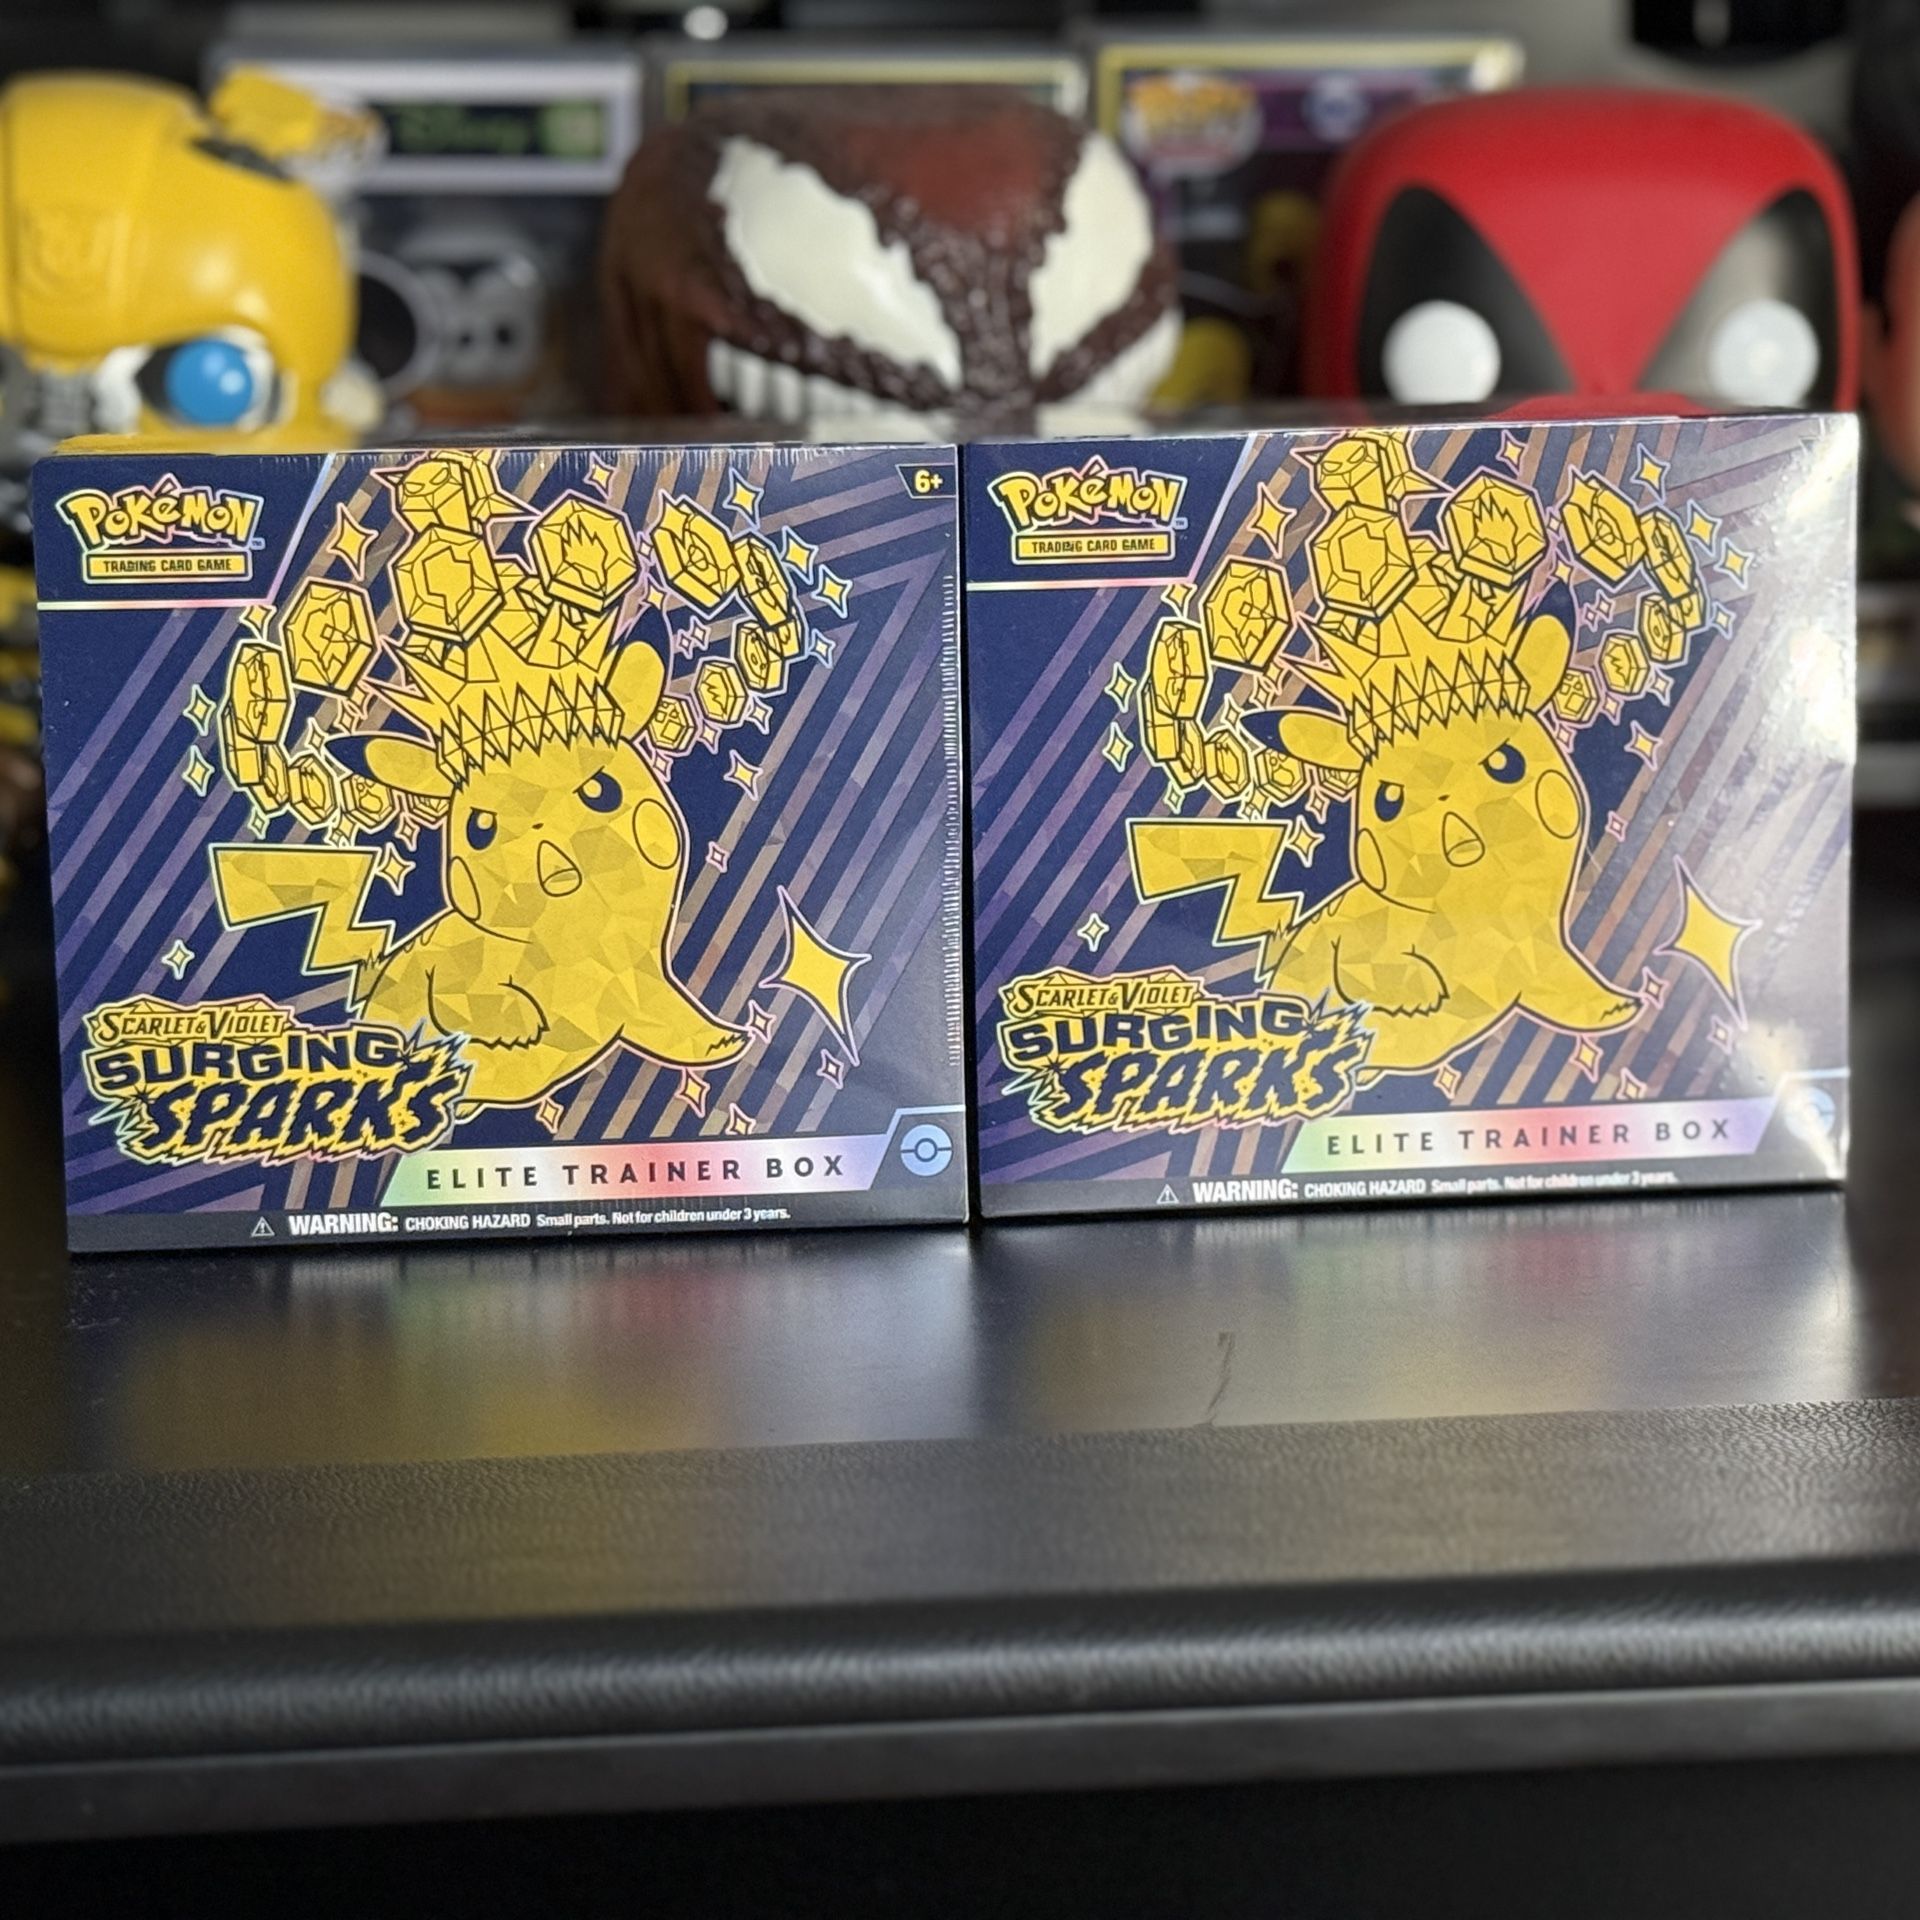 Pokémon
TRADING CARD GAME
6+
SCARLET & VIOLET
SURGING
SPARKS
ELITE TRAINER BOX
WARNING: CHOKING HAZARD Small parts. Not for children under 3 years.
Pokémon
TRADING CARD GAME
SCARLET & VIOLET
SURGING
SPARKS
ELITE TRAINER BOX
WARNING: CHOKING HAZARD Small parts. Not for children under 3 years.